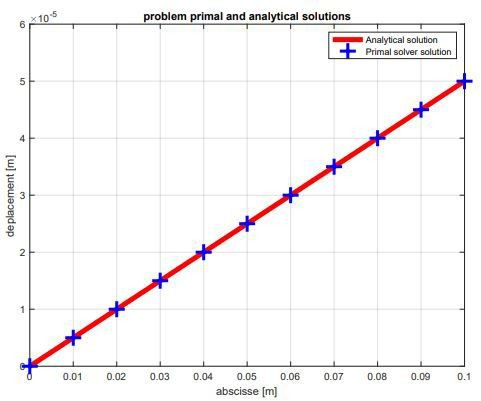 problem primal and analytical solutions
×10-5
6
5
4
3
2
1
0
deplacement [m]
Analytical solution
Primal solver solution
0 0.01 0.02 0.03 0.04 0.05 0.06 0.07 0.08 0.09 0.1
abscisse [m]